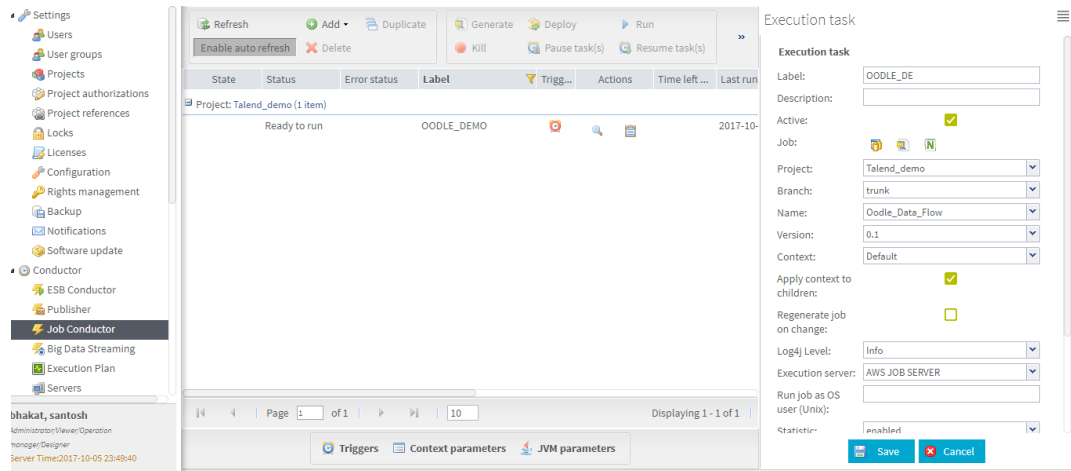 Settings
Users
User groups
Projects
Project authorizations
Project references
Locks
Licenses
Configuration
Rights management
Backup
Notifications
Software update
Conductor
ESB Conductor
Publisher
Job Conductor
Big Data Streaming
Execution Plan
Servers
bhakat, santosh
Administrator/Viewer/Operation
manager/Designer
Server Time:2017-10-05 23:49:40
Refresh Add Duplicate Generate Deploy Run
Enable auto refresh Delete Kill Pause task(s) Resume task(s) »
State Status Error status Label Trigg... Actions Time left ... Last run
Project: Talend_demo (1 item)
Ready to run OODLE_DEMO 2017-10-
Page 1 of 1 10 Displaying 1 - 1 of 1
Triggers Context parameters JVM parameters
Execution task
Execution task
Label: OODLE_DE
Description:
Active:
Job: N
Project: Talend_demo
Branch: trunk
Name: Oodle_Data_Flow
Version: 0.1
Context: Default
Apply context to
children:
Regenerate job
on change:
Log4j Level: Info
Execution server: AWS JOB SERVER
Run job as OS
user (Unix):
Statistic: enabled
Save Cancel